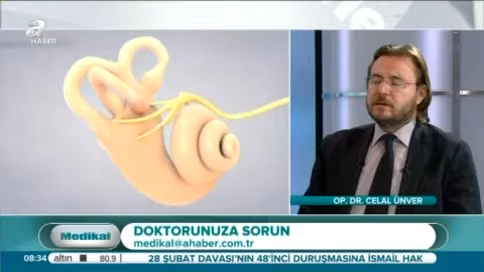 a
HABER
OP. DR. CELAL ÜNVER
Medikal
DOKTORUNUZA SORUN
medikal@ahaber.com.tr
08:34 altın 80.9 28 ŞUBAT DAVASI'NIN 48'İNCİ DURUŞMASINA İSMAİL HAK